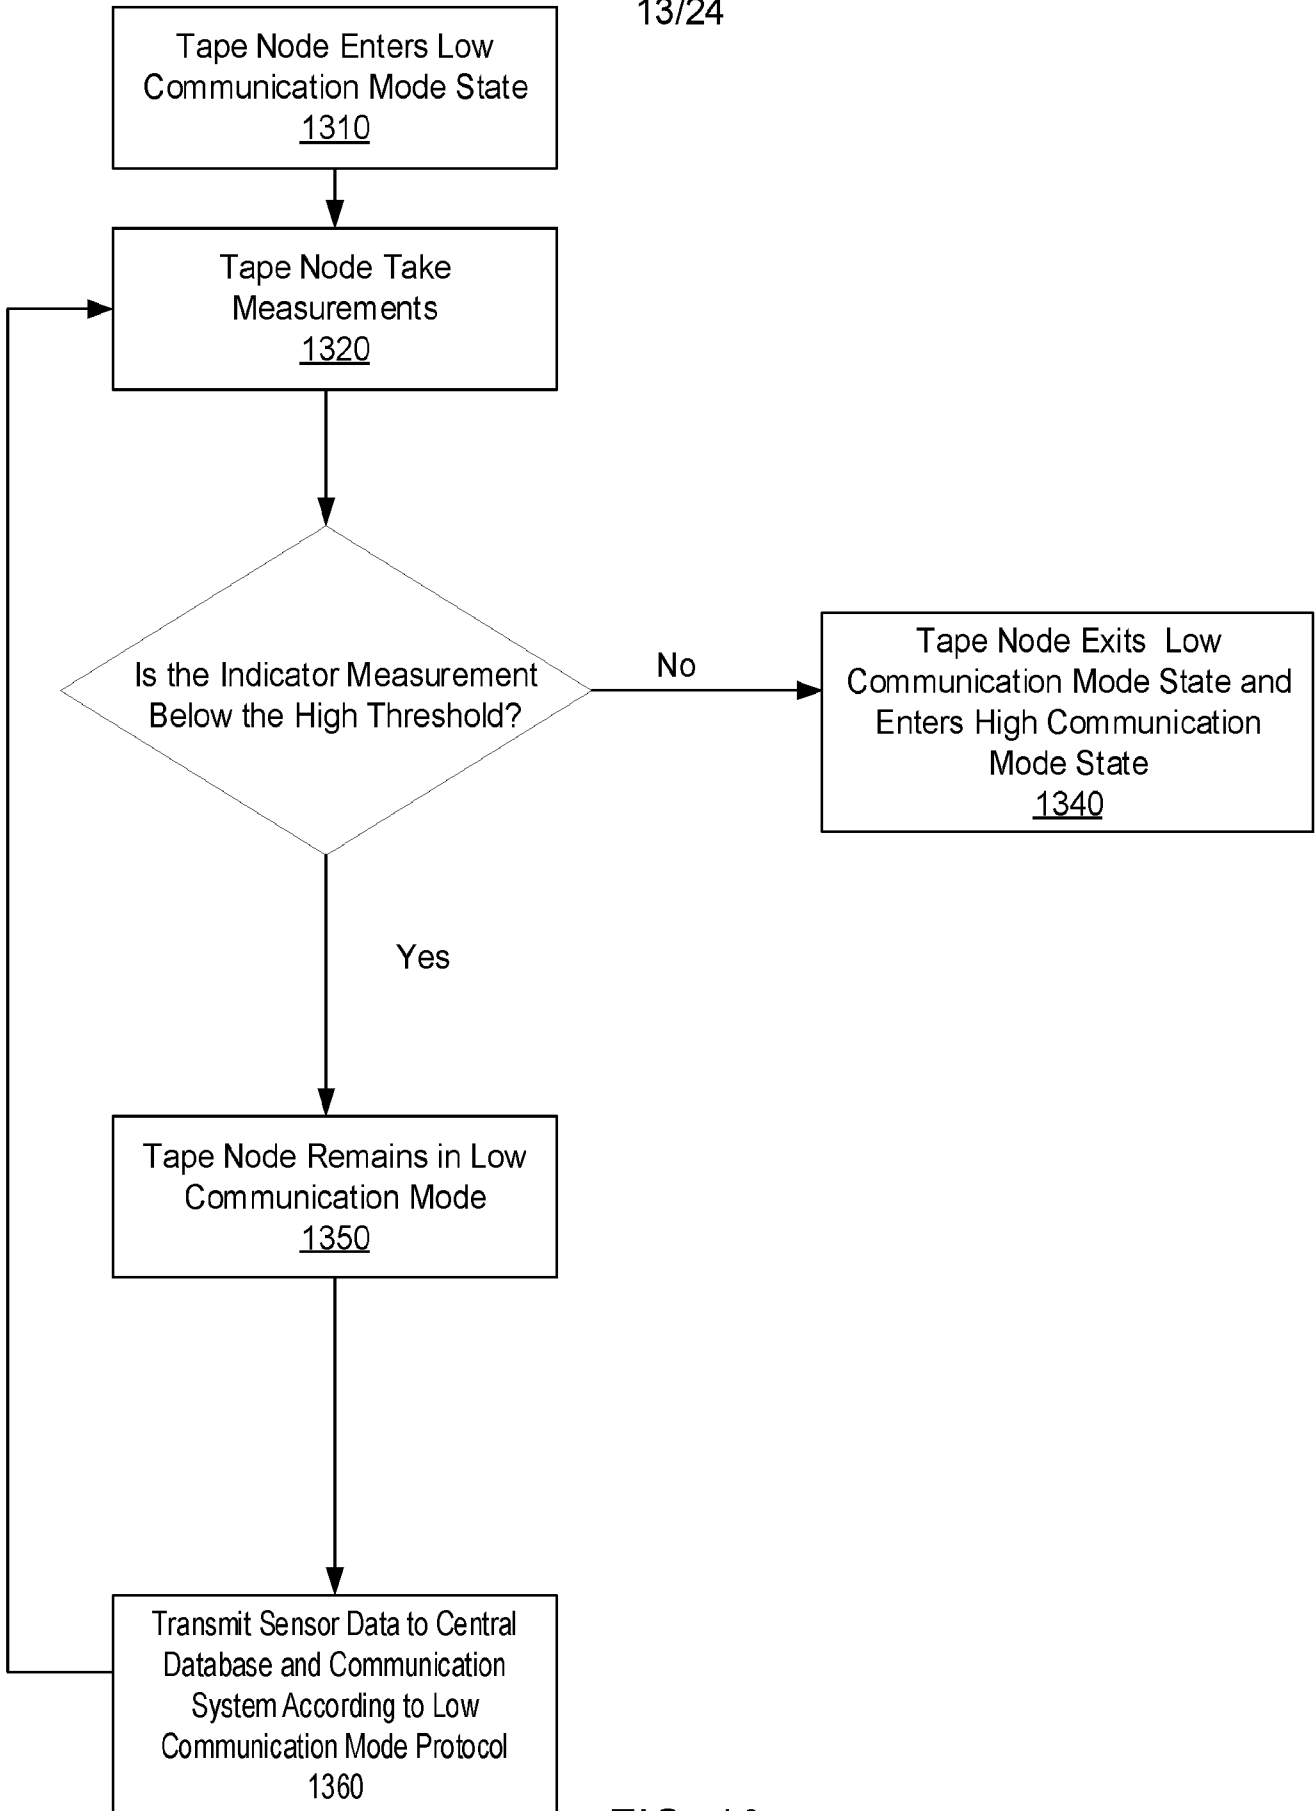 13/24
Tape Node Enters Low
Communication Mode State
1310
Tape Node Take
Measurements
1320
Is the Indicator Measurement
Below the High Threshold?
No
Tape Node Exits Low
Communication Mode State and
Enters High Communication
Mode State
1340
Yes
Tape Node Remains in Low
Communication Mode
1350
Transmit Sensor Data to Central
Database and Communication
System According to Low
Communication Mode Protocol
1360